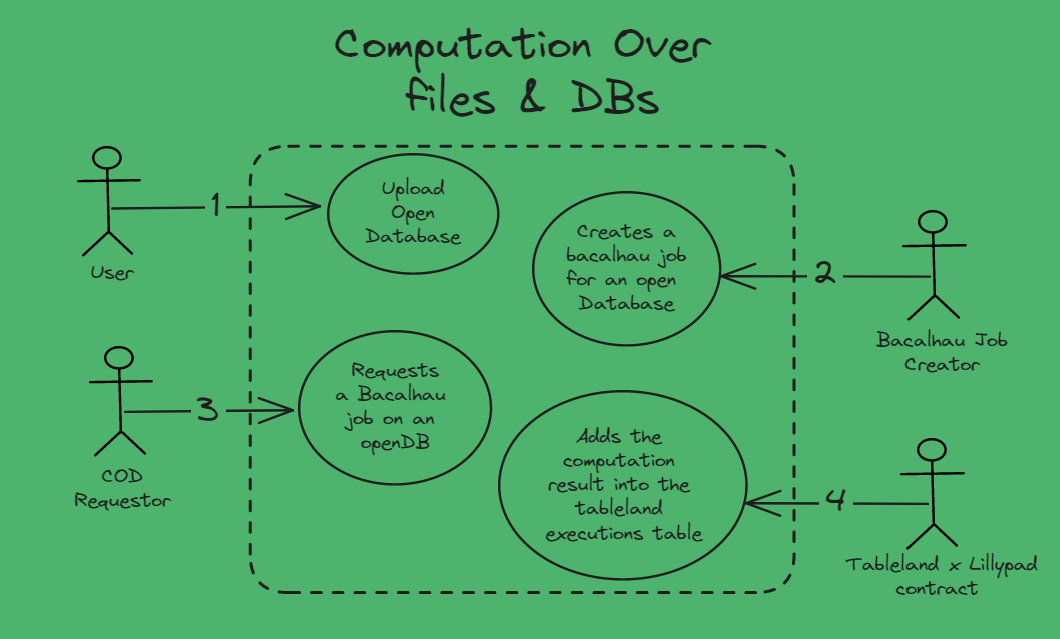 Computation Over
files & DBs
1
User
Upload
Open
Database
Creates a
bacalhau job
for an open
Database
2
Bacalhau Job
Creator
3
COD
Requestor
Requests
a Bacalhau
job on an
openDB
Adds the
computation
result into the
tableland
executions table
4
Tableland x Lillypad
contract